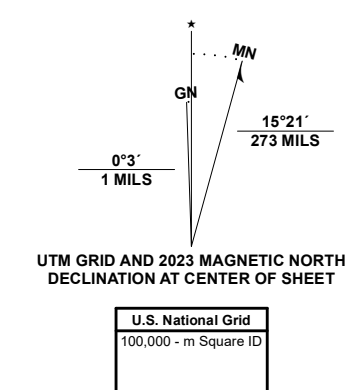 MN
GN
15°21´
273 MILS
0°3´
1 MILS
UTM GRID AND 2023 MAGNETIC NORTH
DECLINATION AT CENTER OF SHEET
U.S. National Grid
100,000 - m Square ID